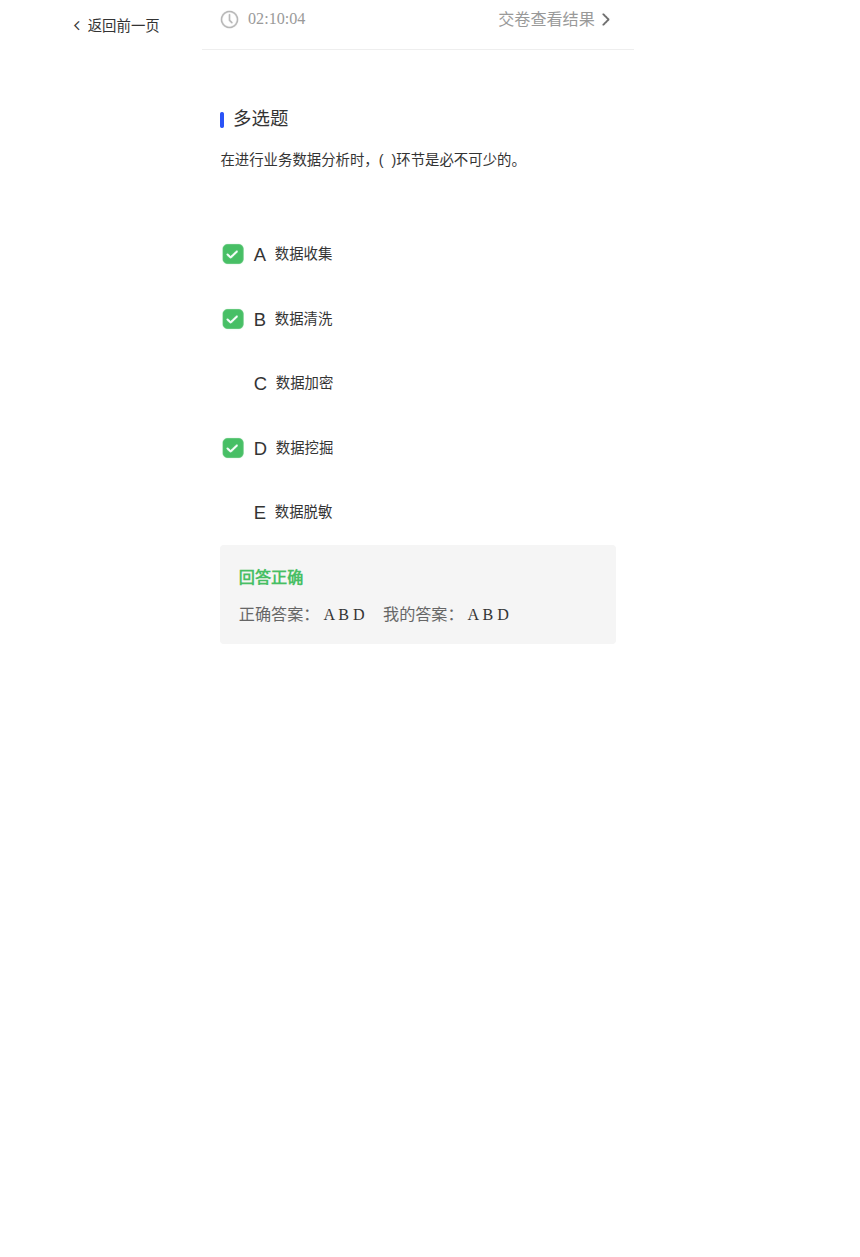 返回前一页
02:10:04 交卷查看结果
多选题
在进行业务数据分析时，( )环节是必不可少的。
A 数据收集
B 数据清洗
C 数据加密
D 数据挖掘
E 数据脱敏
回答正确
正确答案： A B D 我的答案： A B D